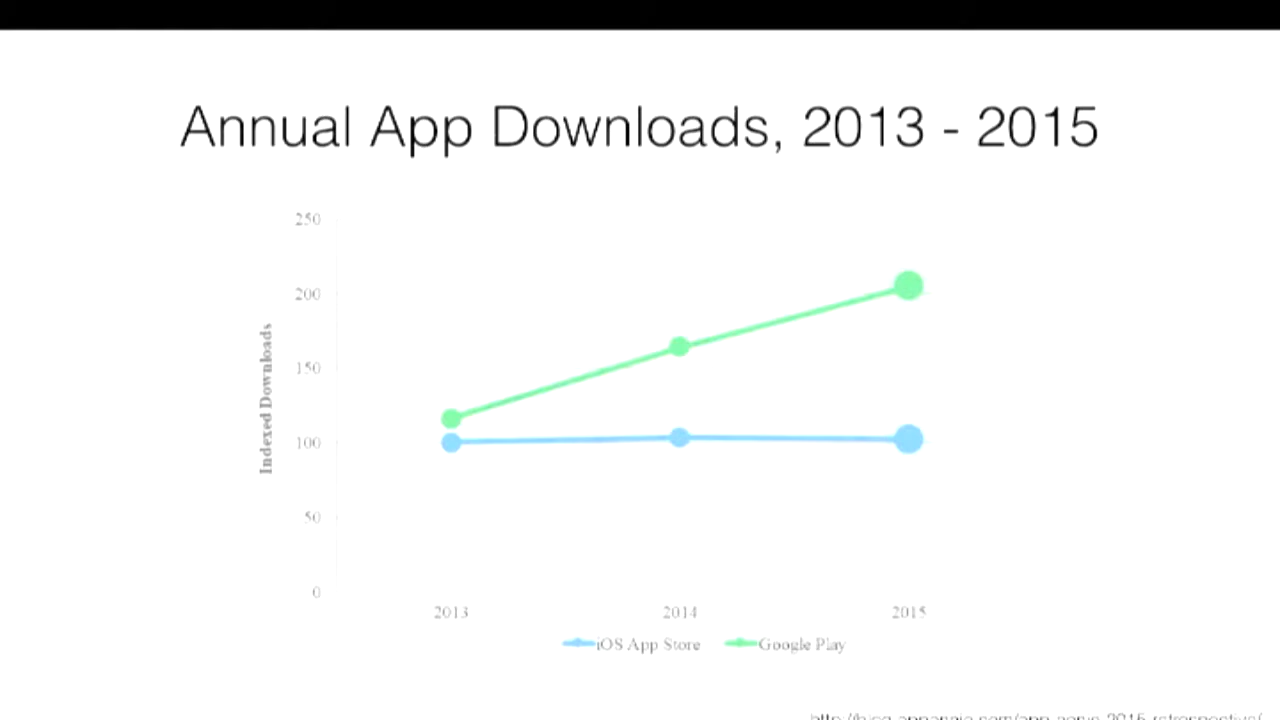 Annual App Downloads, 2013 - 2015
250
200
150
100
50
0
Indexed Downloads
2013 2014 2015
iOS App Store Google Play